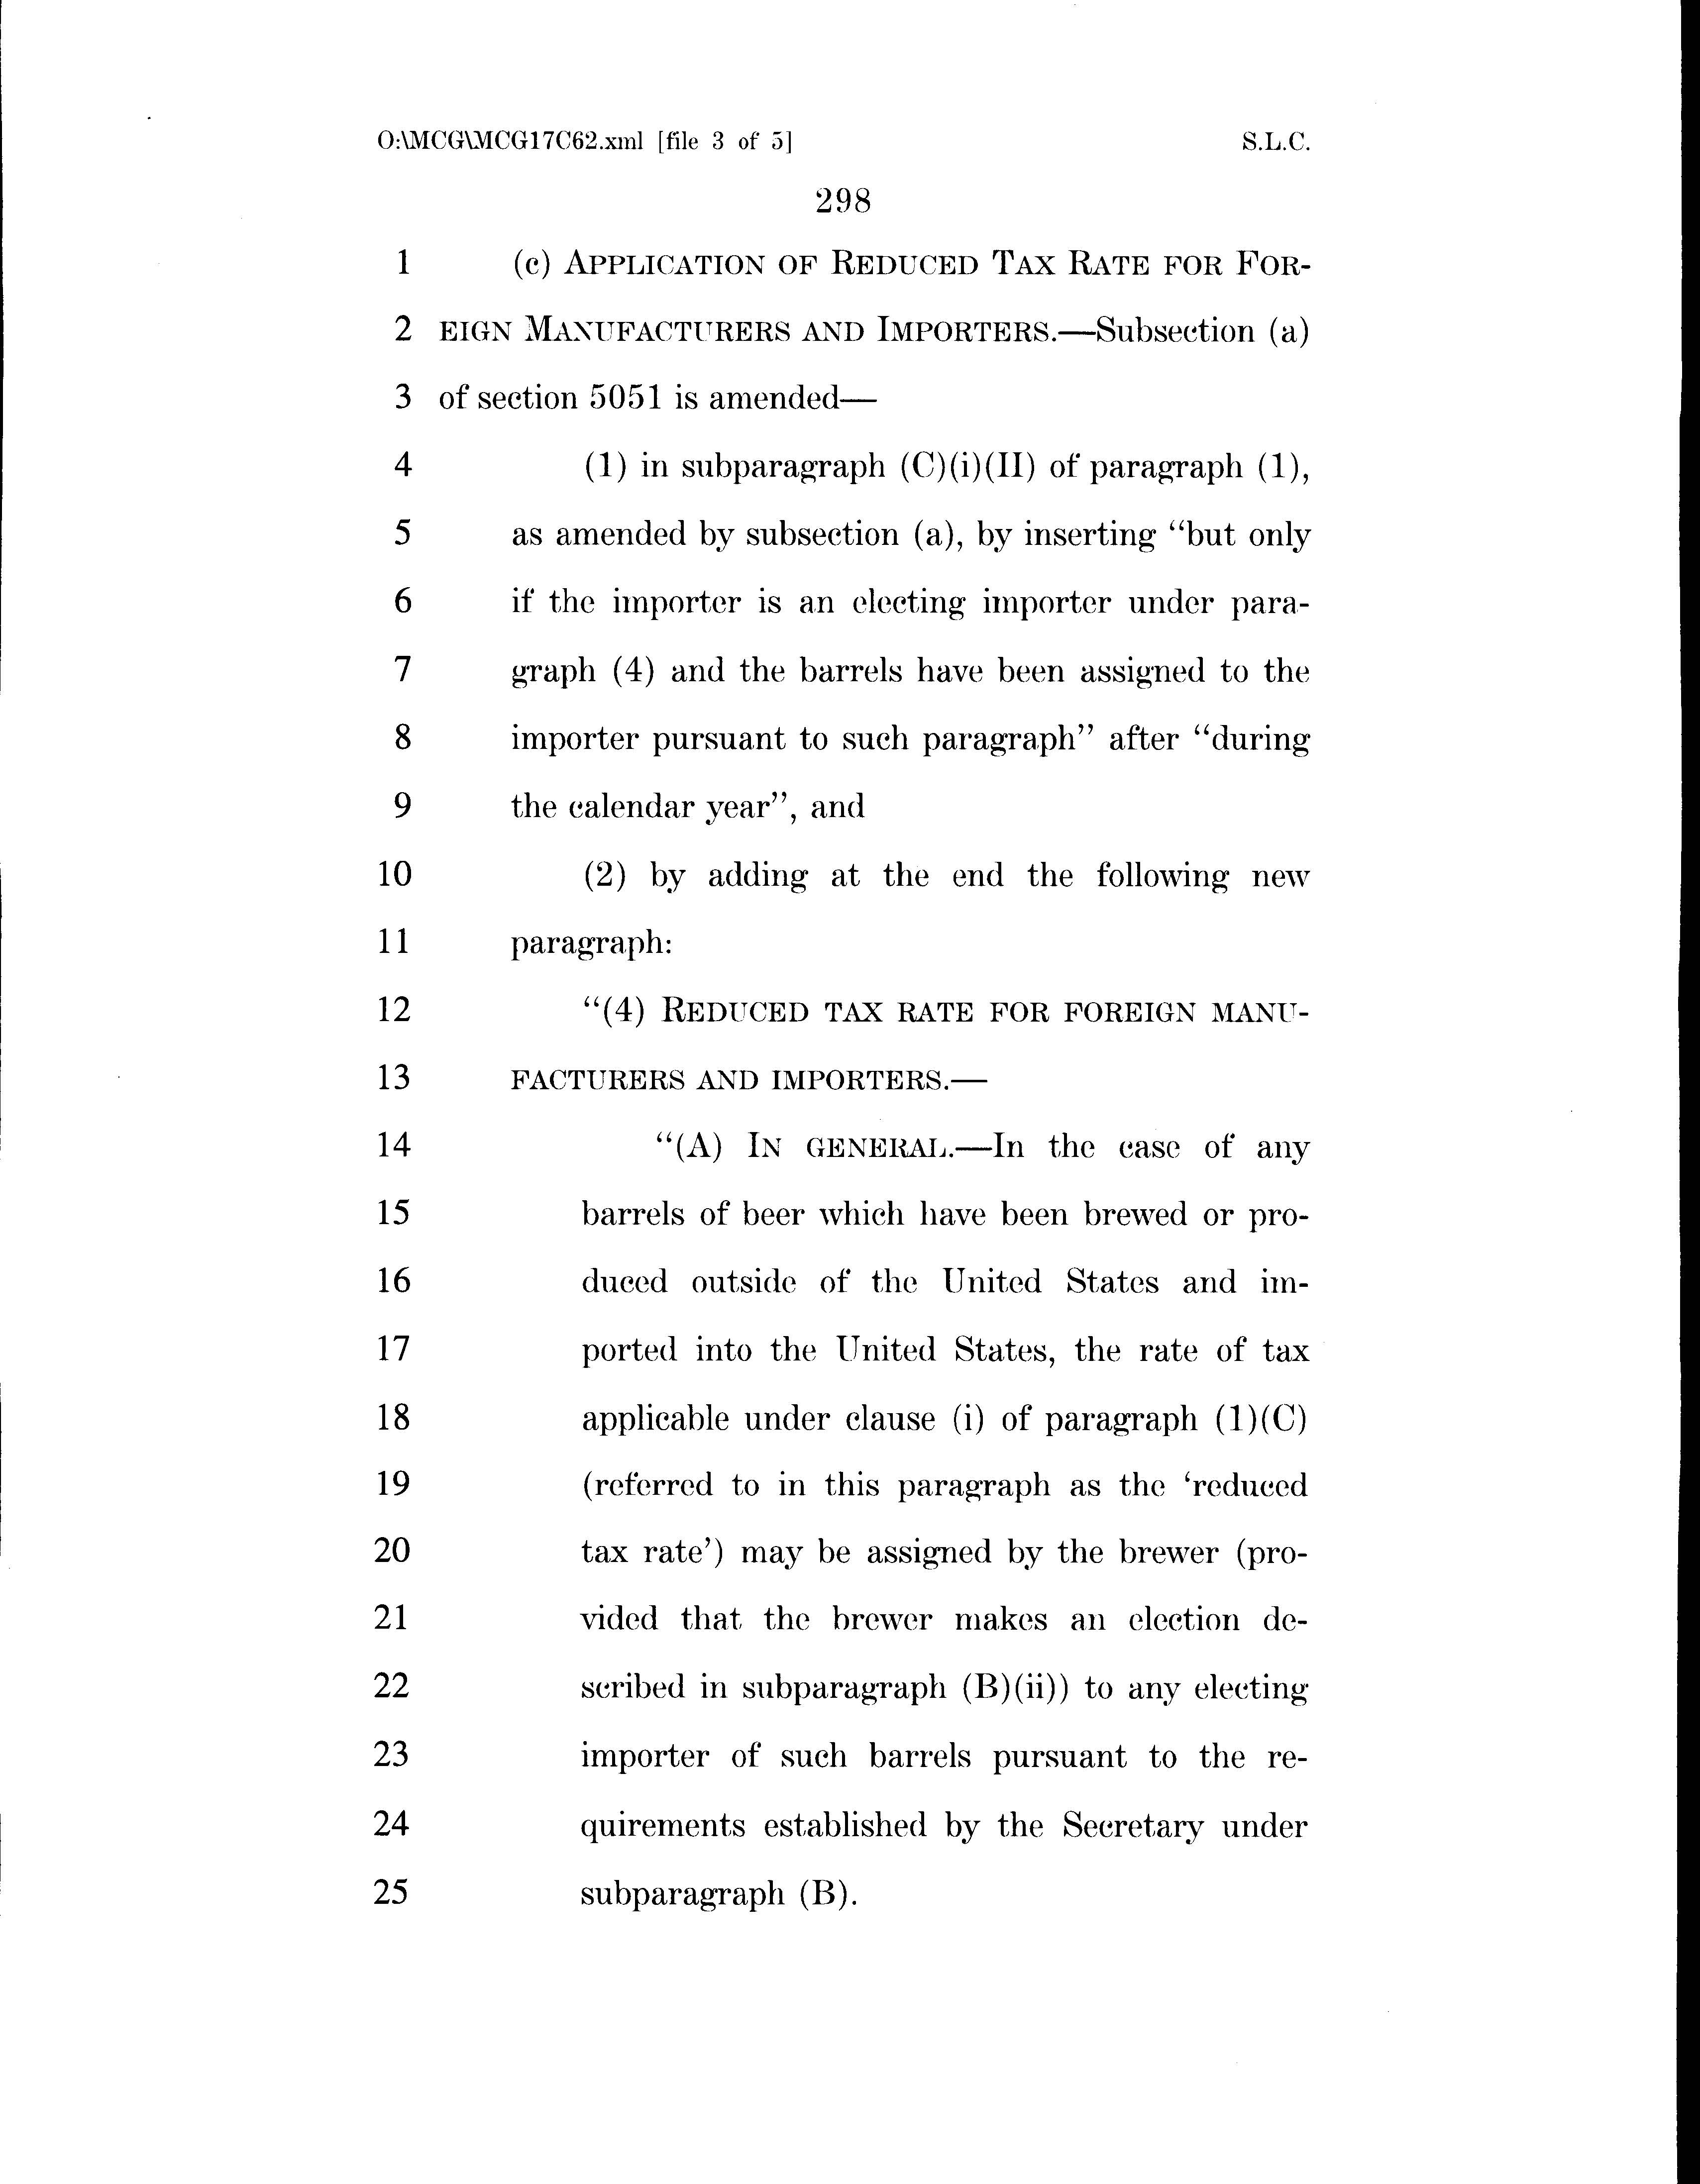 O:\MCG\MCG17C62.xml [file 3 of 5] S.L.C.
298
1 (c) APPLICATION OF REDUCED TAX RATE FOR FOR-
2 EIGN MANUFACTURERS AND IMPORTERS.—Subsection (a)
3 of section 5051 is amended—
4 (1) in subparagraph (C)(i)(II) of paragraph (1),
5 as amended by subsection (a), by inserting “but only
6 if the importer is an electing importer under para-
7 graph (4) and the barrels have been assigned to the
8 importer pursuant to such paragraph” after “during
9 the calendar year”, and
10 (2) by adding at the end the following new
11 paragraph:
12 “(4) REDUCED TAX RATE FOR FOREIGN MANU-
13 FACTURERS AND IMPORTERS.—
14 “(A) IN GENERAL.—In the case of any
15 barrels of beer which have been brewed or pro-
16 duced outside of the United States and im-
17 ported into the United States, the rate of tax
18 applicable under clause (i) of paragraph (1)(C)
19 (referred to in this paragraph as the ‘reduced
20 tax rate’) may be assigned by the brewer (pro-
21 vided that the brewer makes an election de-
22 scribed in subparagraph (B)(ii)) to any electing
23 importer of such barrels pursuant to the re-
24 quirements established by the Secretary under
25 subparagraph (B).